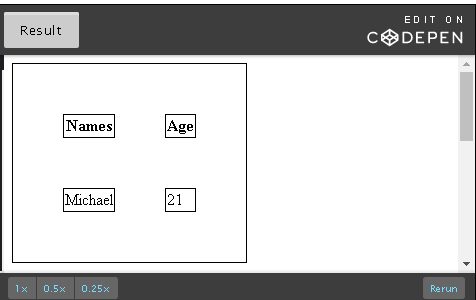 Result
EDIT ON
CODEPEN
Names Age
Michael 21
1× 0.5× 0.25× Rerun